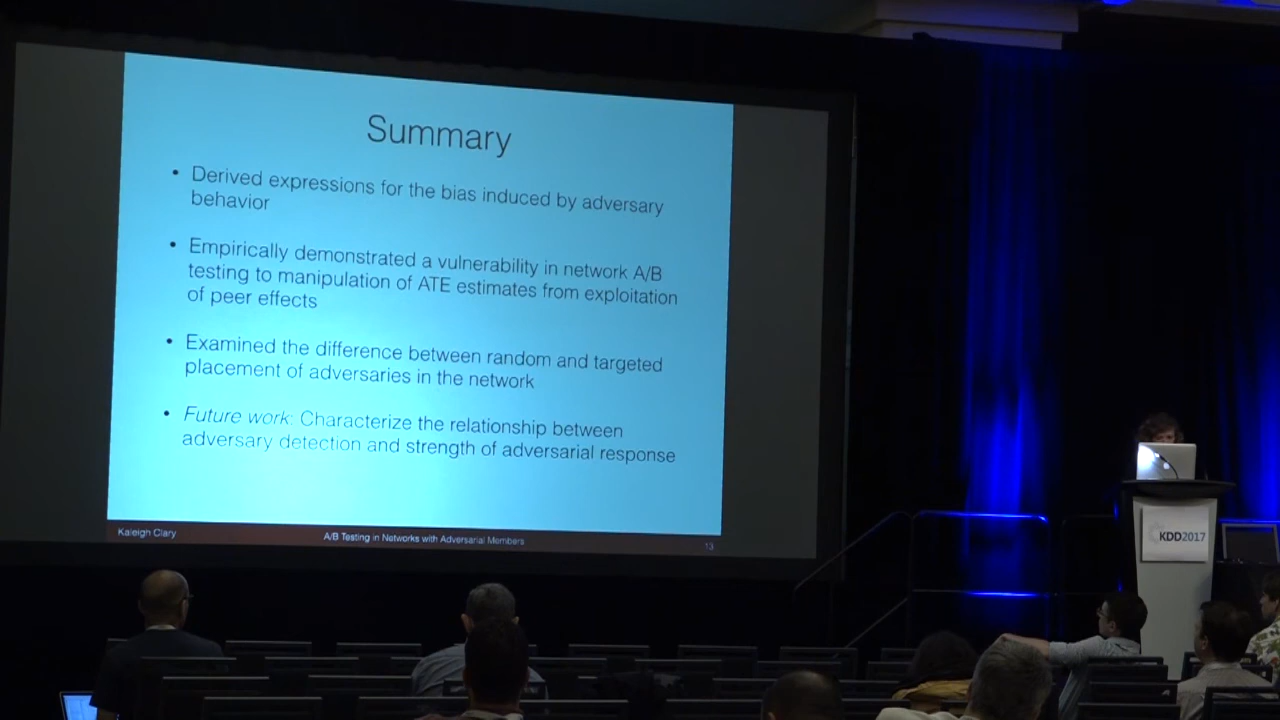 Summary
• Derived expressions for the bias induced by adversary
behavior
• Empirically demonstrated a vulnerability in network A/B
testing to manipulation of ATE estimates from exploitation
of peer effects
• Examined the difference between random and targeted
placement of adversaries in the network
• Future work: Characterize the relationship between
adversary detection and strength of adversarial response
Kaleigh Clary
A/B Testing in Networks with Adversarial Members
13
KDD2017